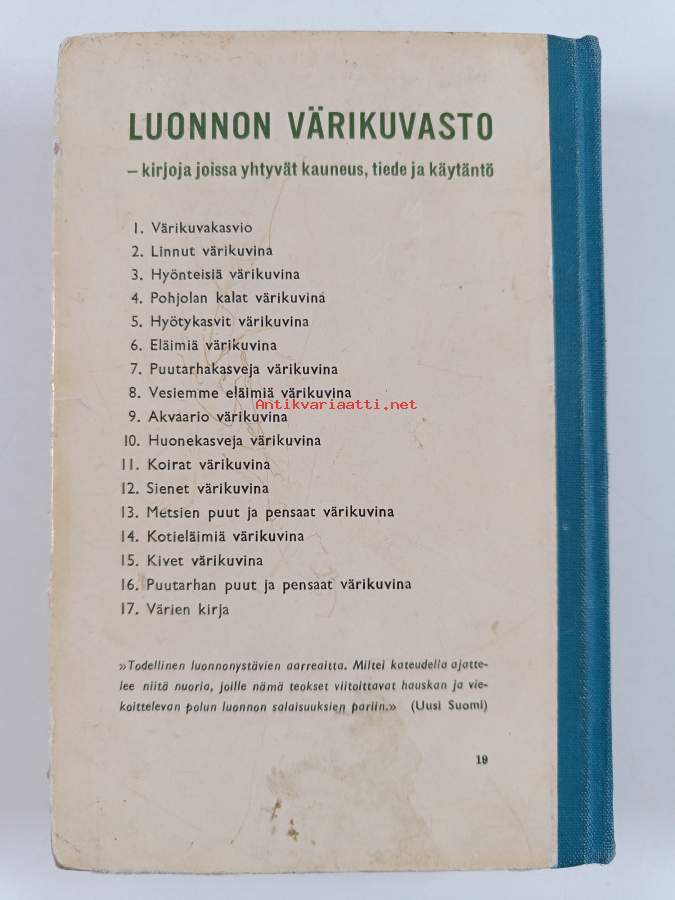 LUONNON VÄRIKUVASTO
– kirjoja joissa yhtyvät kauneus, tiede ja käytäntö
1. Värikuvakasvio
2. Linnut värikuvina
3. Hyönteisiä värikuvina
4. Pohjolan kalat värikuvina
5. Hyötykasvit värikuvina
6. Eläimiä värikuvina
7. Puutarhakasveja värikuvina
8. Vesiemme eläimiä värikuvina
Antikvariaatti.net
9. Akvaario värikuvina
10. Huonekasveja värikuvina
11. Koirat värikuvina
12. Sienet värikuvina
13. Metsien puut ja pensaat värikuvina
14. Kotieläimiä värikuvina
15. Kivet värikuvina
16. Puutarhan puut ja pensaat värikuvina
17. Värien kirja
»Todellinen luonnonystävien aarreaitta. Miltei kateudella ajatte-
lee niitä nuoria, joille nämä teokset viitoittavat hauskan ja vie-
koittelevan polun luonnon salaisuuksien pariin.» (Uusi Suomi)
19